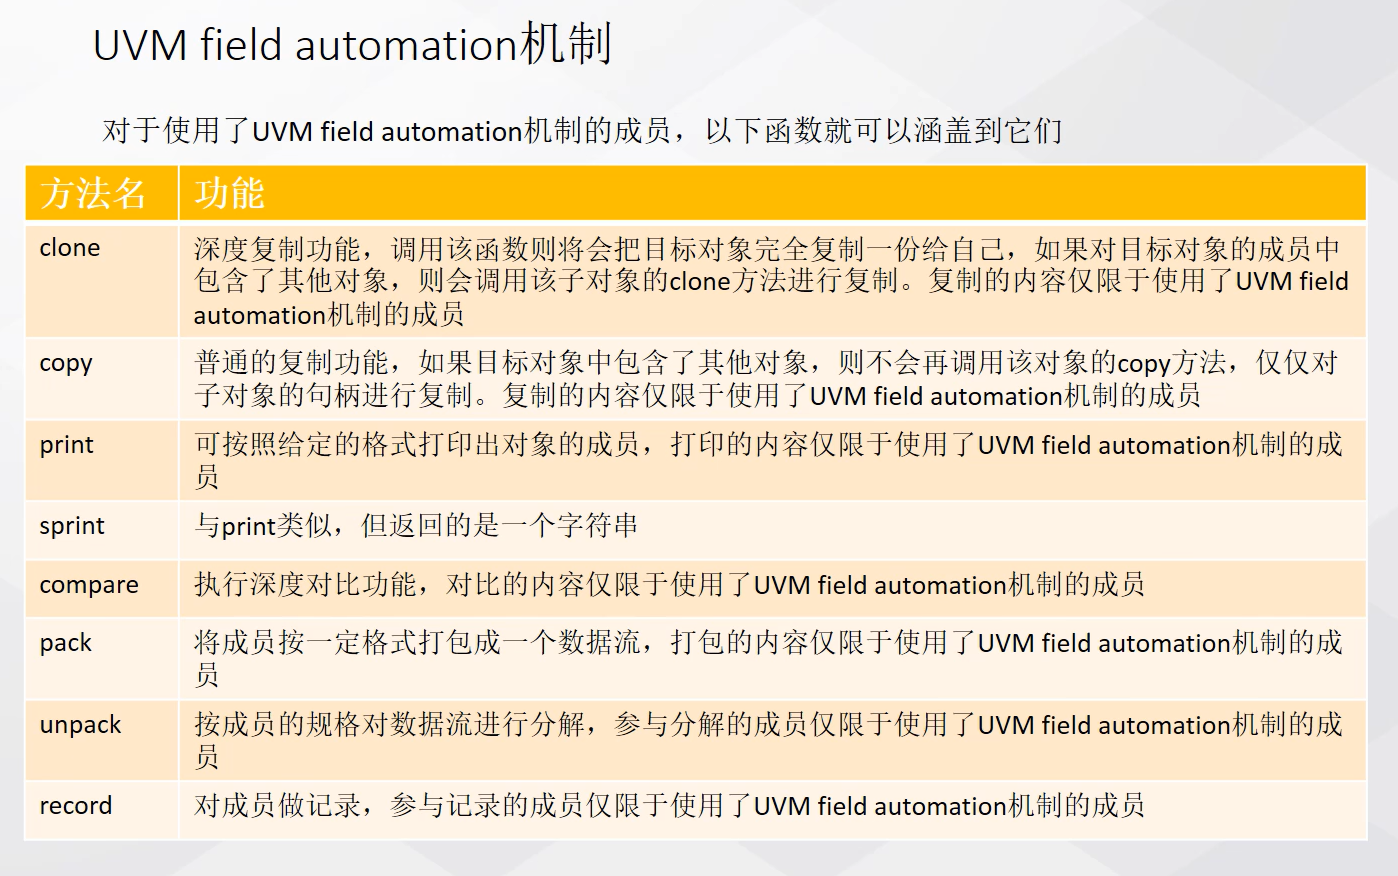 UVM field automation机制
对于使用了UVM field automation机制的成员，以下函数就可以涵盖到它们
方法名 功能
clone 深度复制功能，调用该函数则将会把目标对象完全复制一份给自己，如果对目标对象的成员中
包含了其他对象，则会调用该子对象的clone方法进行复制。复制的内容仅限于使用了UVM field
automation机制的成员
copy 普通的复制功能，如果目标对象中包含了其他对象，则不会再调用该对象的copy方法，仅仅对
子对象的句柄进行复制。复制的内容仅限于使用了UVM field automation机制的成员
print 可按照给定的格式打印出对象的成员，打印的内容仅限于使用了UVM field automation机制的成
员
sprint 与print类似，但返回的是一个字符串
compare 执行深度对比功能，对比的内容仅限于使用了UVM field automation机制的成员
pack 将成员按一定格式打包成一个数据流，打包的内容仅限于使用了UVM field automation机制的成
员
unpack 按成员的规格对数据流进行分解，参与分解的成员仅限于使用了UVM field automation机制的成
员
record 对成员做记录，参与记录的成员仅限于使用了UVM field automation机制的成员